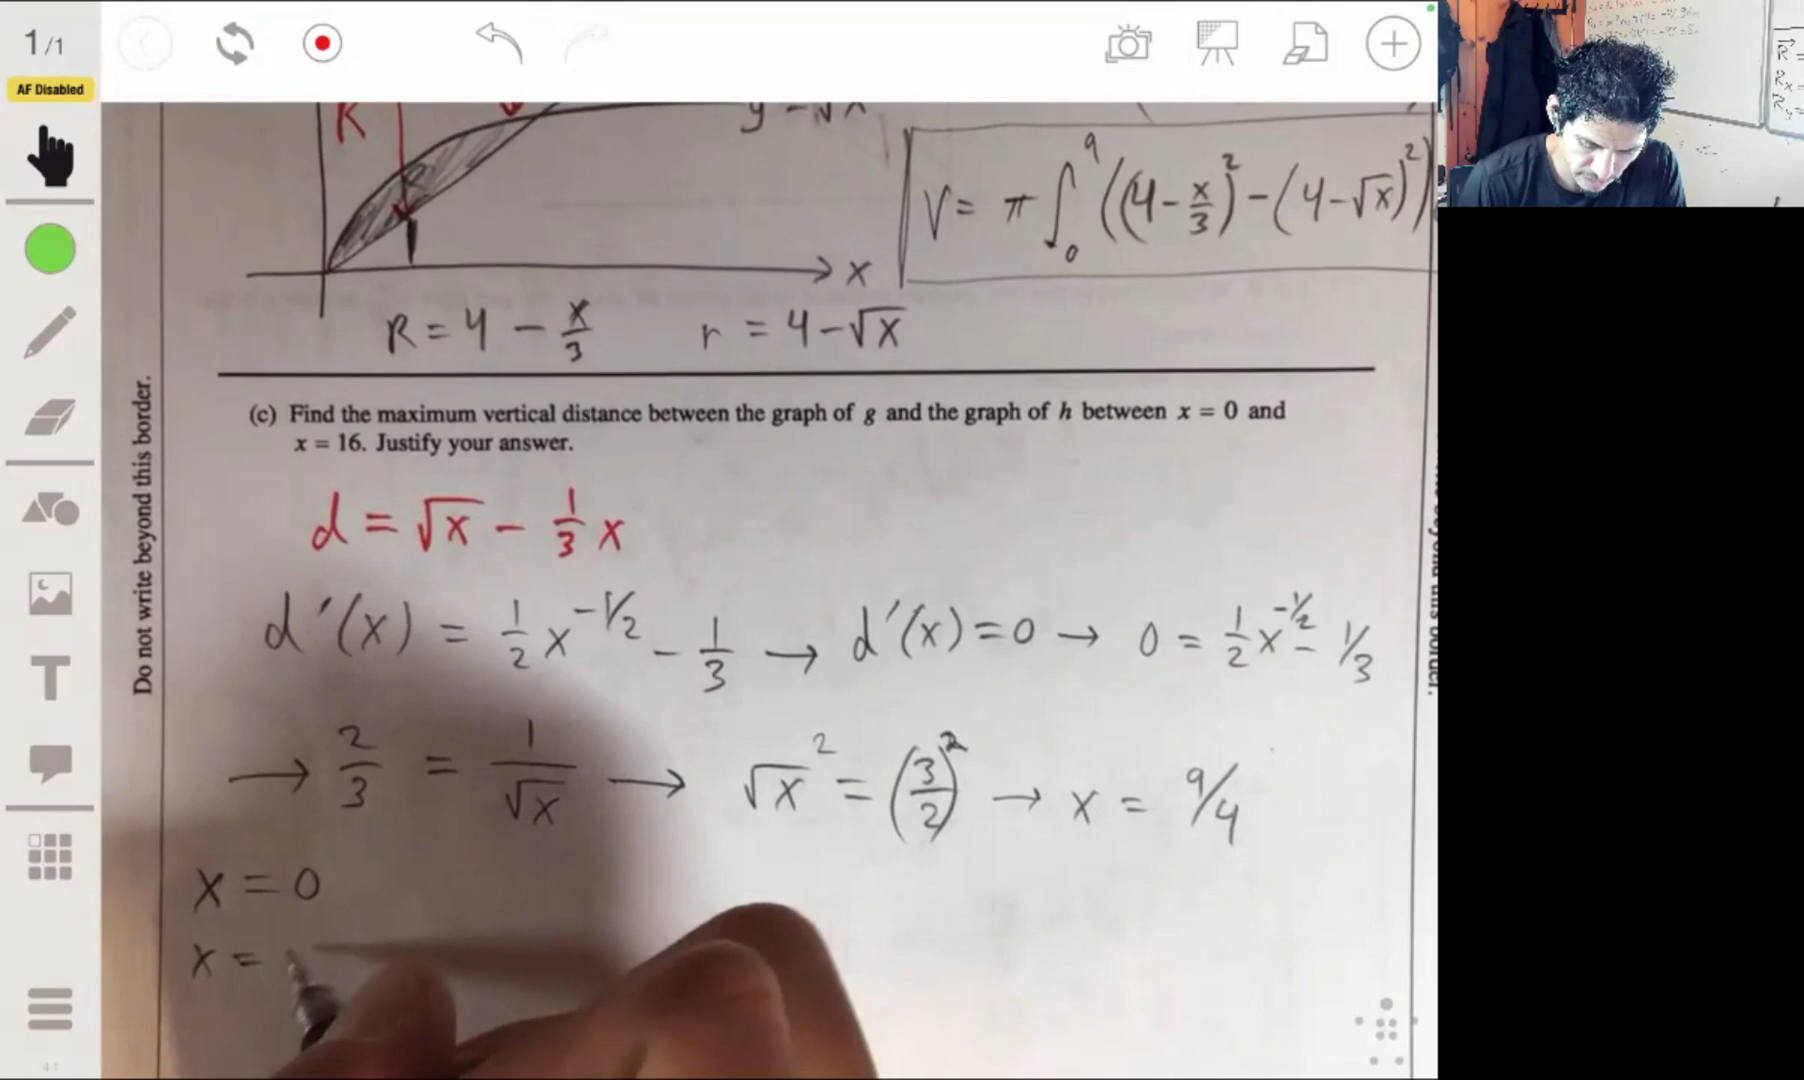 1/1
AF Disabled
T
R
y = √x
V = π∫₀⁹ ((4 - x/3)² - (4 - √x)²)
x
R = 4 - x/3 r = 4 - √x
(c) Find the maximum vertical distance between the graph of g and the graph of h between x = 0 and
x = 16. Justify your answer.
d = √x - 1/3 x
d'(x) = 1/2 x^(-1/2) - 1/3 → d'(x) = 0 → 0 = 1/2 x^(-1/2) - 1/3
→ 2/3 = 1/√x → √x² = (3/2)² → x = 9/4
x = 0
x =
Do not write beyond this border.
beyond this border.